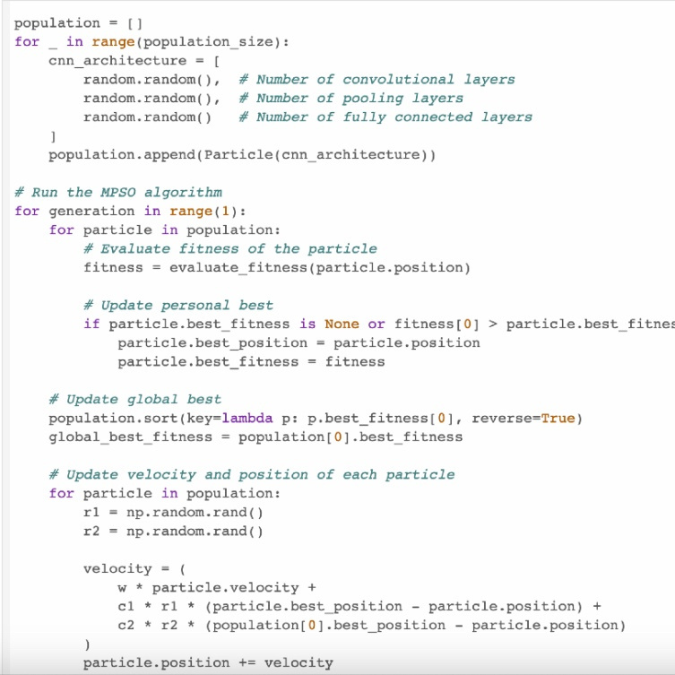 population = []
for _ in range(population_size):
    cnn_architecture = [
        random.random(),  # Number of convolutional layers
        random.random(),  # Number of pooling layers
        random.random()   # Number of fully connected layers
    ]
    population.append(Particle(cnn_architecture))

# Run the MPSO algorithm
for generation in range(1):
    for particle in population:
        # Evaluate fitness of the particle
        fitness = evaluate_fitness(particle.position)

        # Update personal best
        if particle.best_fitness is None or fitness[0] > particle.best_fitnes
            particle.best_position = particle.position
            particle.best_fitness = fitness

    # Update global best
    population.sort(key=lambda p: p.best_fitness[0], reverse=True)
    global_best_fitness = population[0].best_fitness

    # Update velocity and position of each particle
    for particle in population:
        r1 = np.random.rand()
        r2 = np.random.rand()

        velocity = (
            w * particle.velocity +
            c1 * r1 * (particle.best_position - particle.position) +
            c2 * r2 * (population[0].best_position - particle.position)
        )
        particle.position += velocity